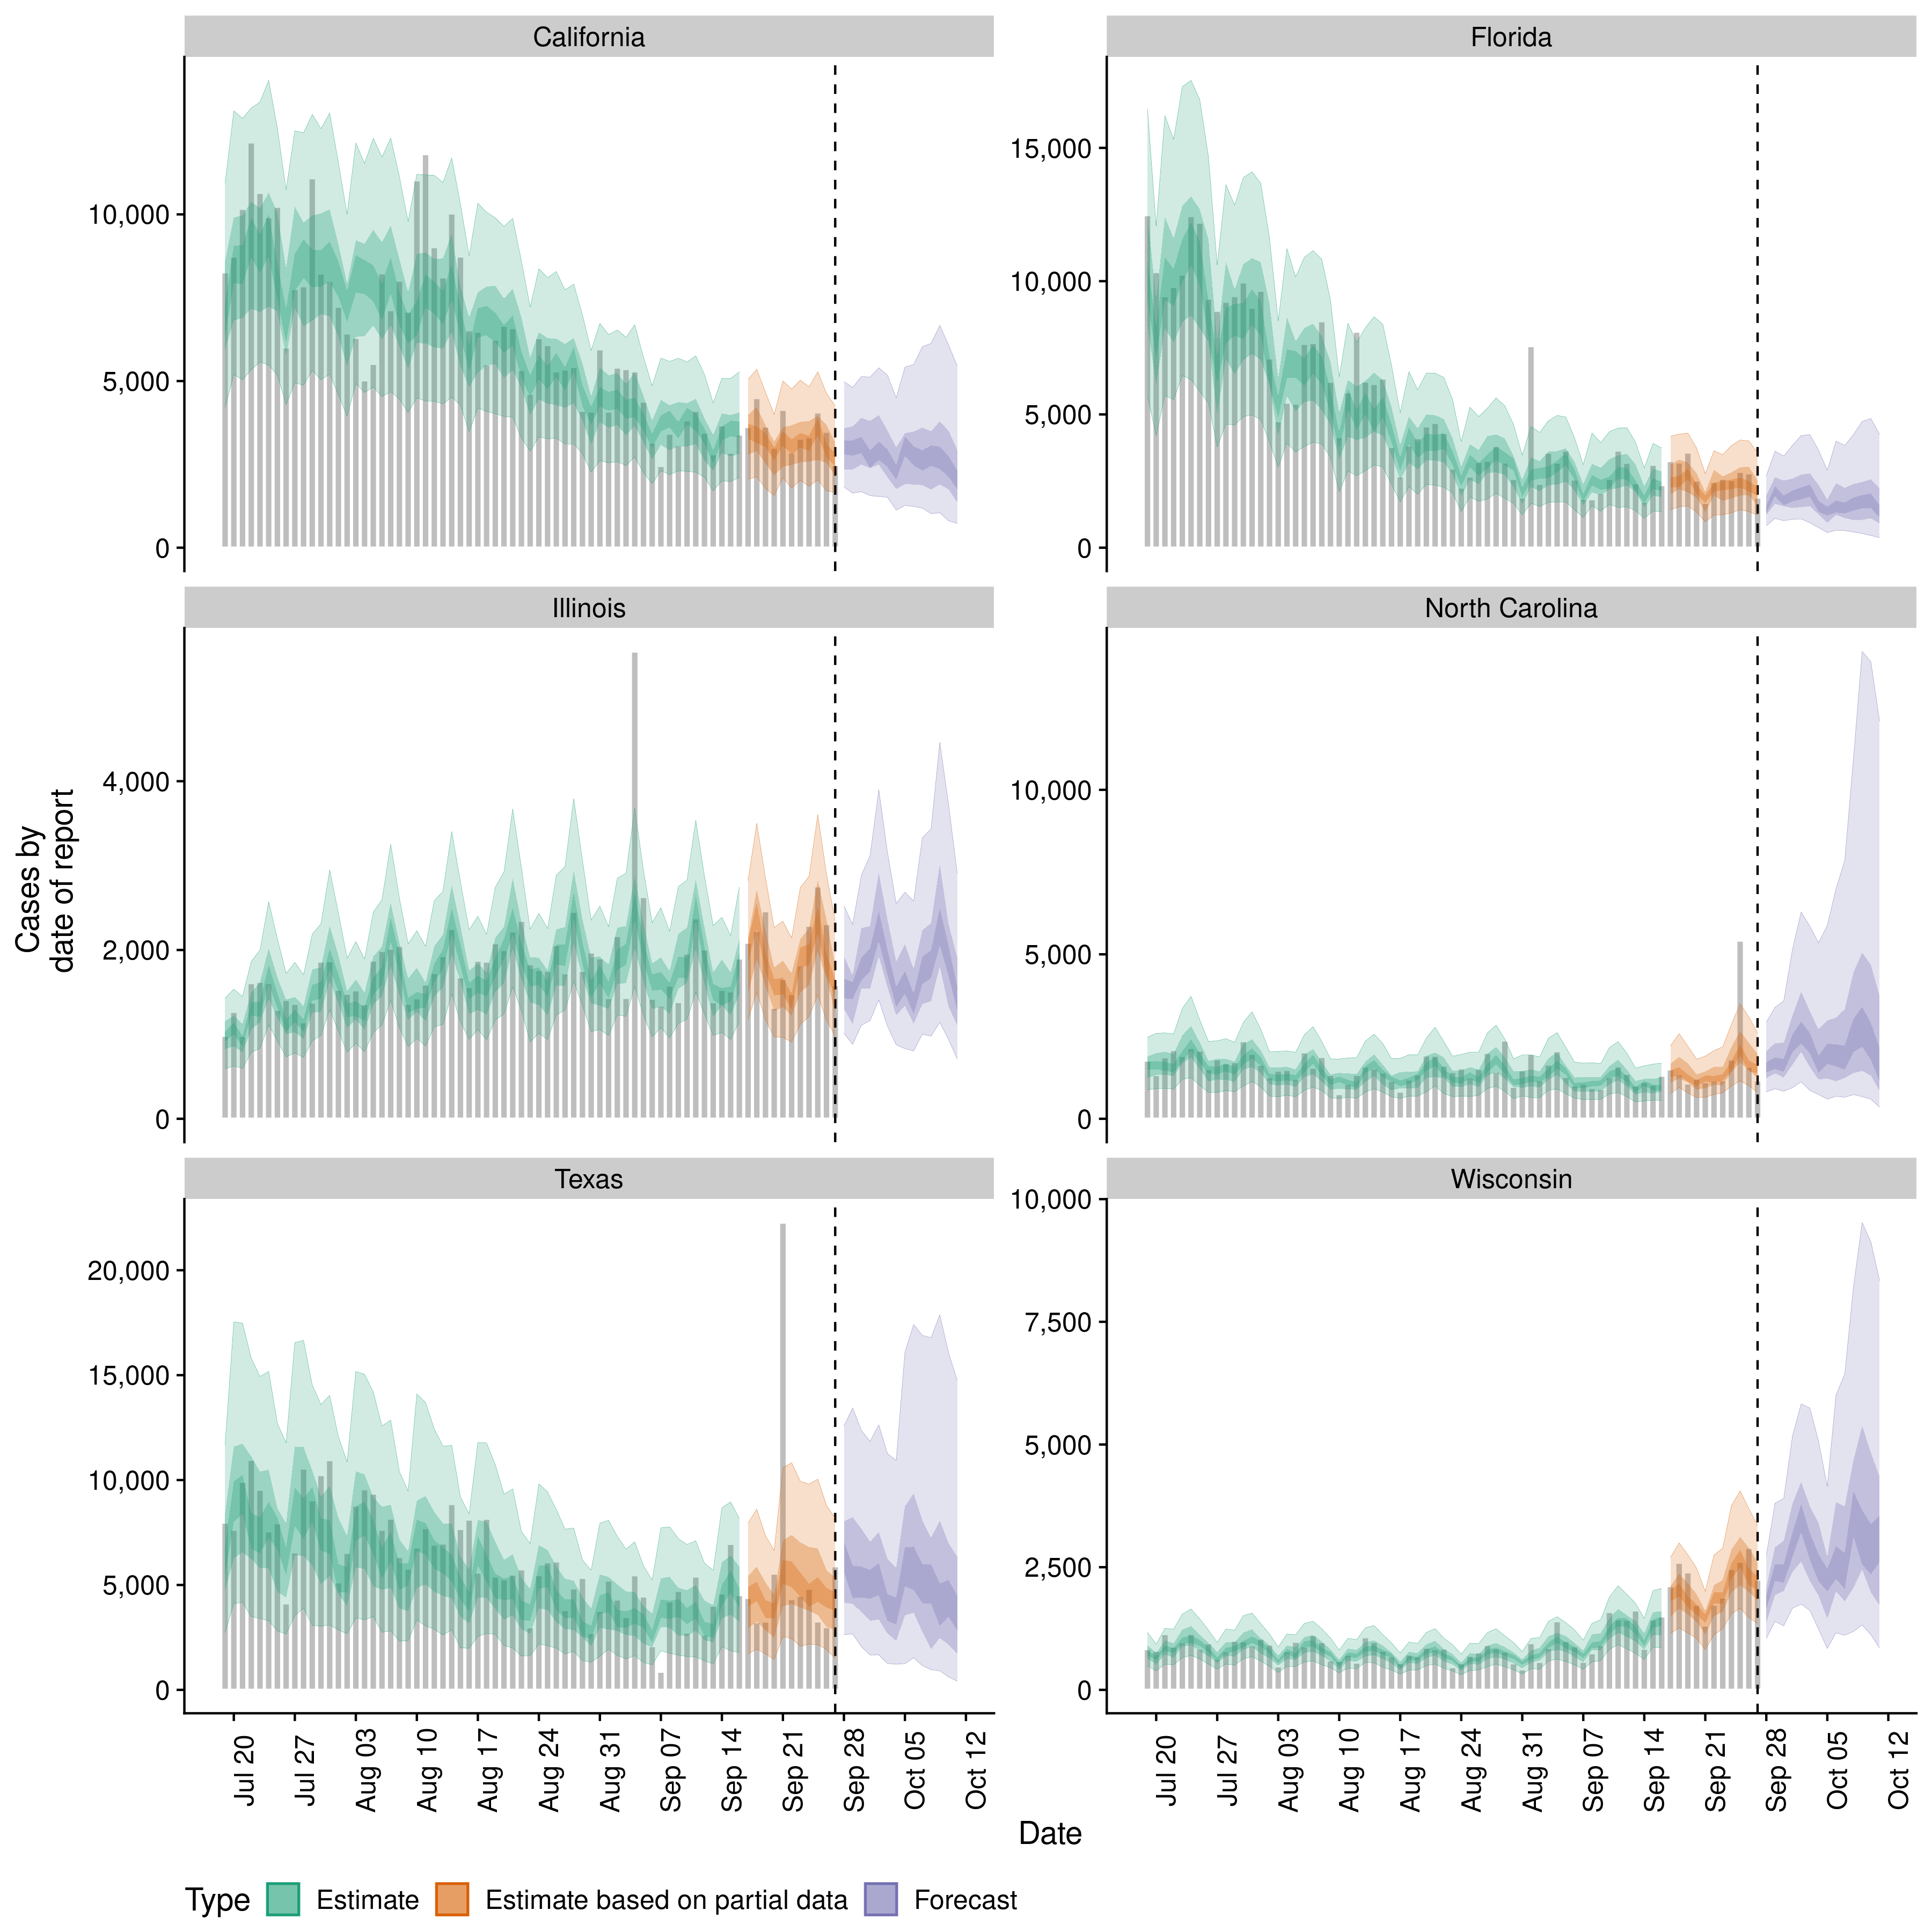 California
Florida
10,000
5,000
0
15,000
10,000
5,000
0
Illinois
North Carolina
4,000
2,000
0
10,000
5,000
0
Cases by
date of report
Texas
Wisconsin
20,000
15,000
10,000
5,000
0
10,000
7,500
5,000
2,500
0
Jul 20
Jul 27
Aug 03
Aug 10
Aug 17
Aug 24
Aug 31
Sep 07
Sep 14
Sep 21
Sep 28
Oct 05
Oct 12
Jul 20
Jul 27
Aug 03
Aug 10
Aug 17
Aug 24
Aug 31
Sep 07
Sep 14
Sep 21
Sep 28
Oct 05
Oct 12
Date
Type Estimate Estimate based on partial data Forecast